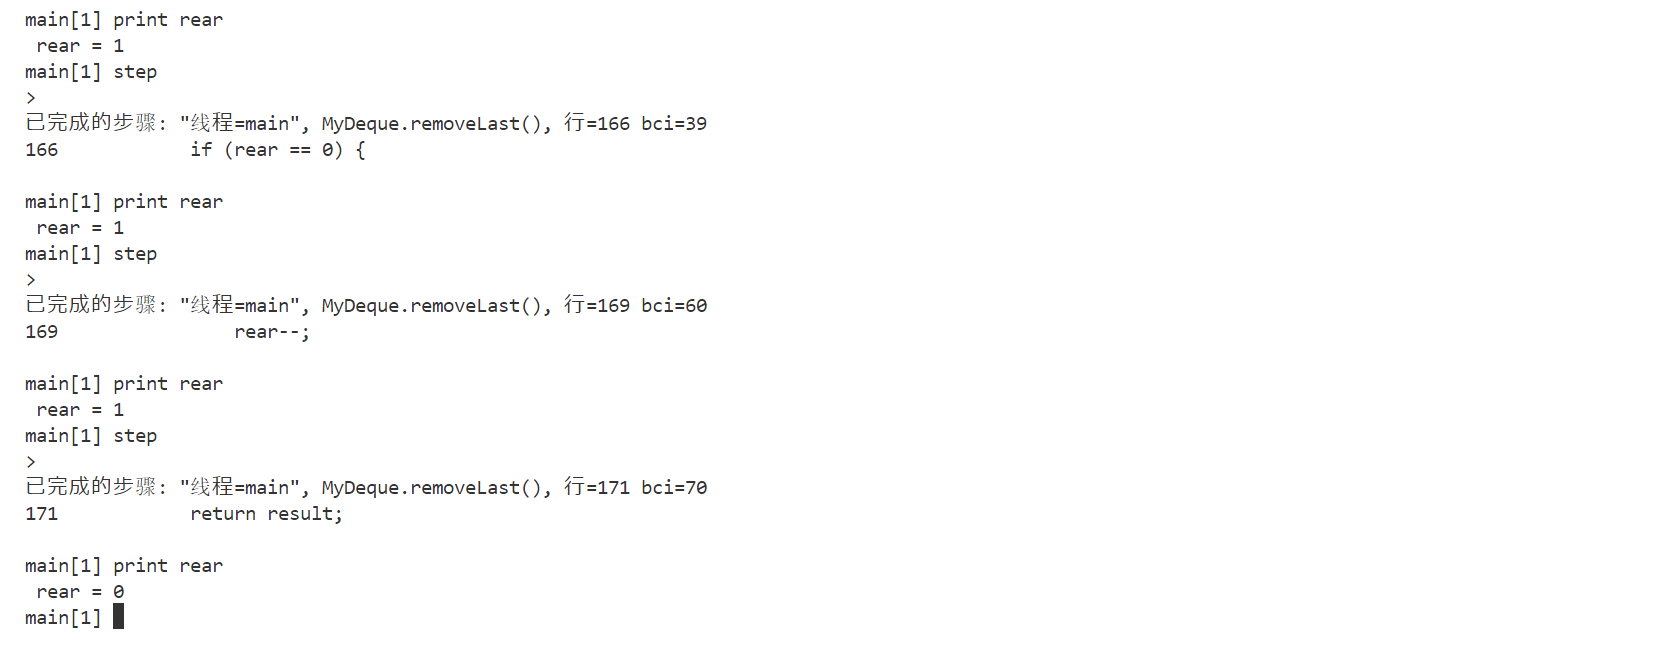 main[1] print rear
 rear = 1
main[1] step
>
已完成的步骤: "线程=main", MyDeque.removeLast(), 行=166 bci=39
166            if (rear == 0) {
main[1] print rear
 rear = 1
main[1] step
>
已完成的步骤: "线程=main", MyDeque.removeLast(), 行=169 bci=60
169                rear--;
main[1] print rear
 rear = 1
main[1] step
>
已完成的步骤: "线程=main", MyDeque.removeLast(), 行=171 bci=70
171            return result;
main[1] print rear
 rear = 0
main[1]